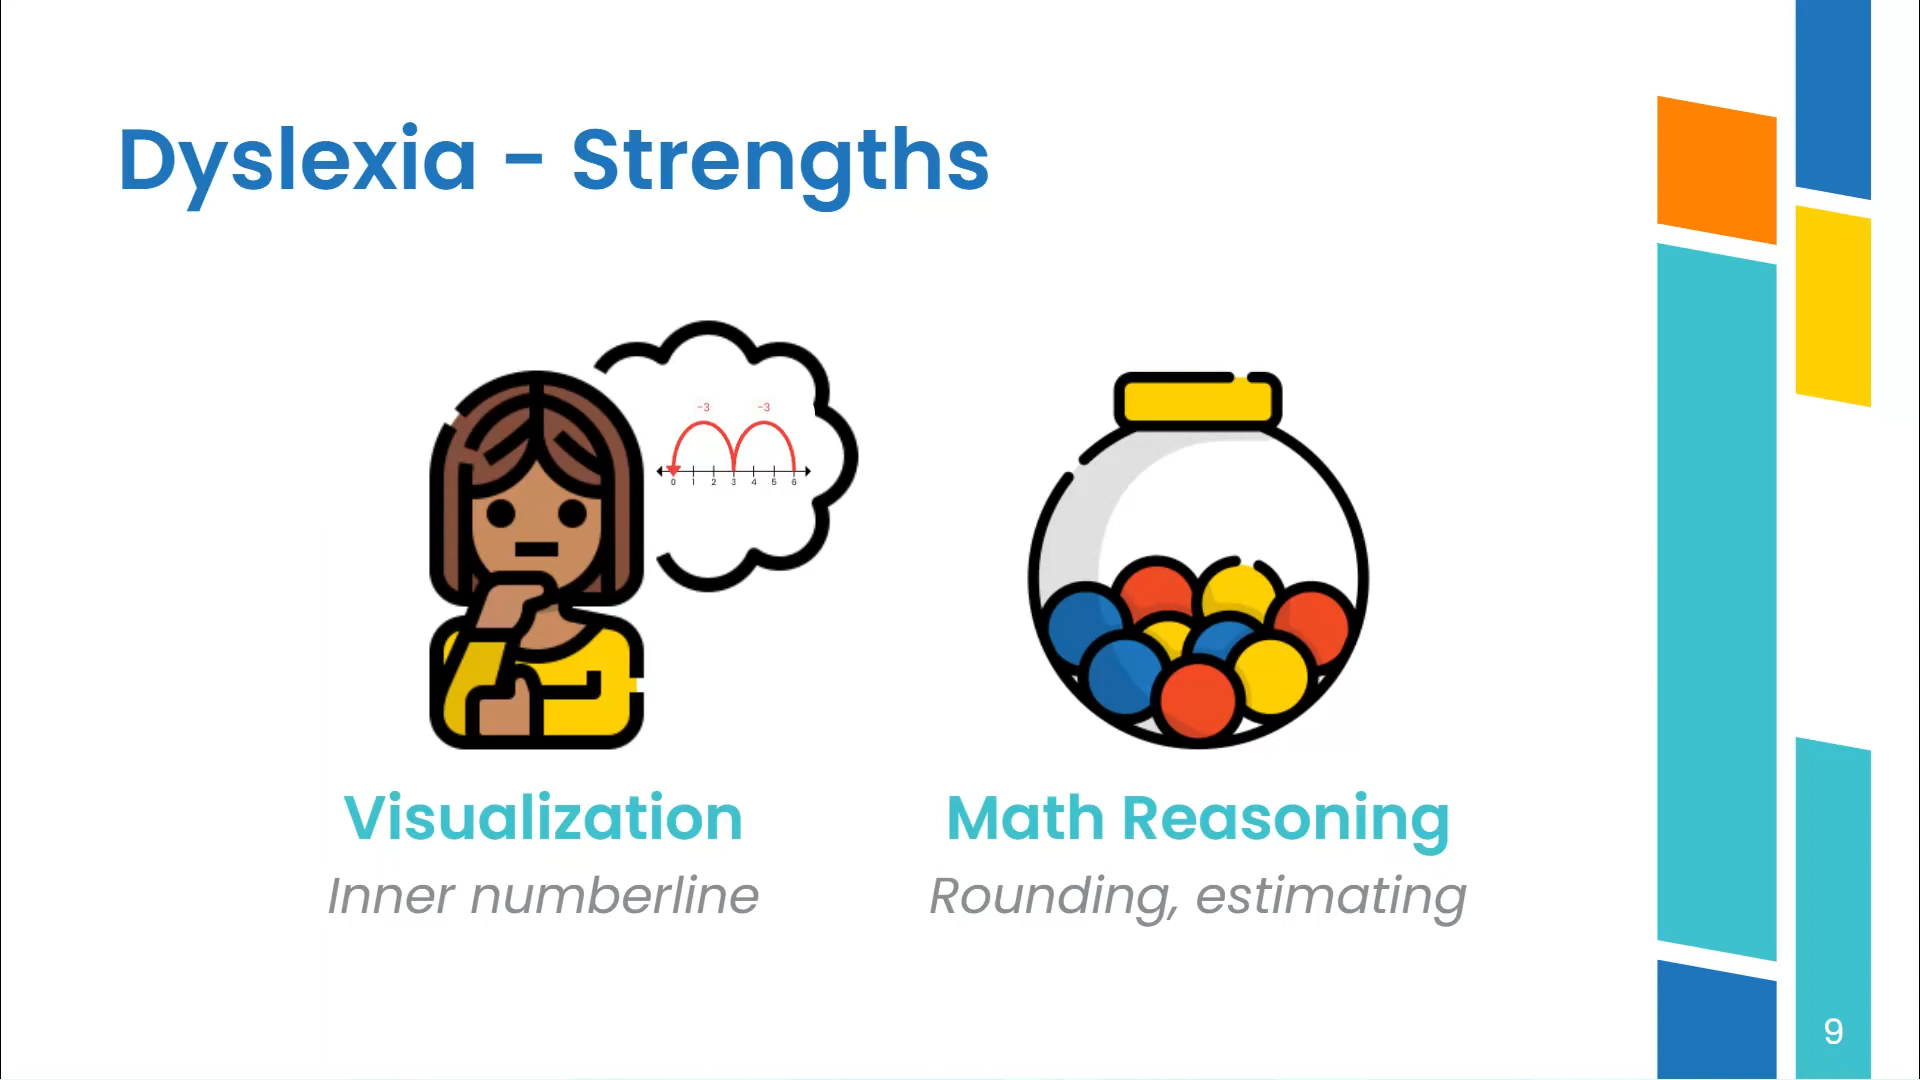 Dyslexia - Strengths
-3 -3
0 1 2 3 4 5 6
Visualization
Inner numberline
Math Reasoning
Rounding, estimating
9